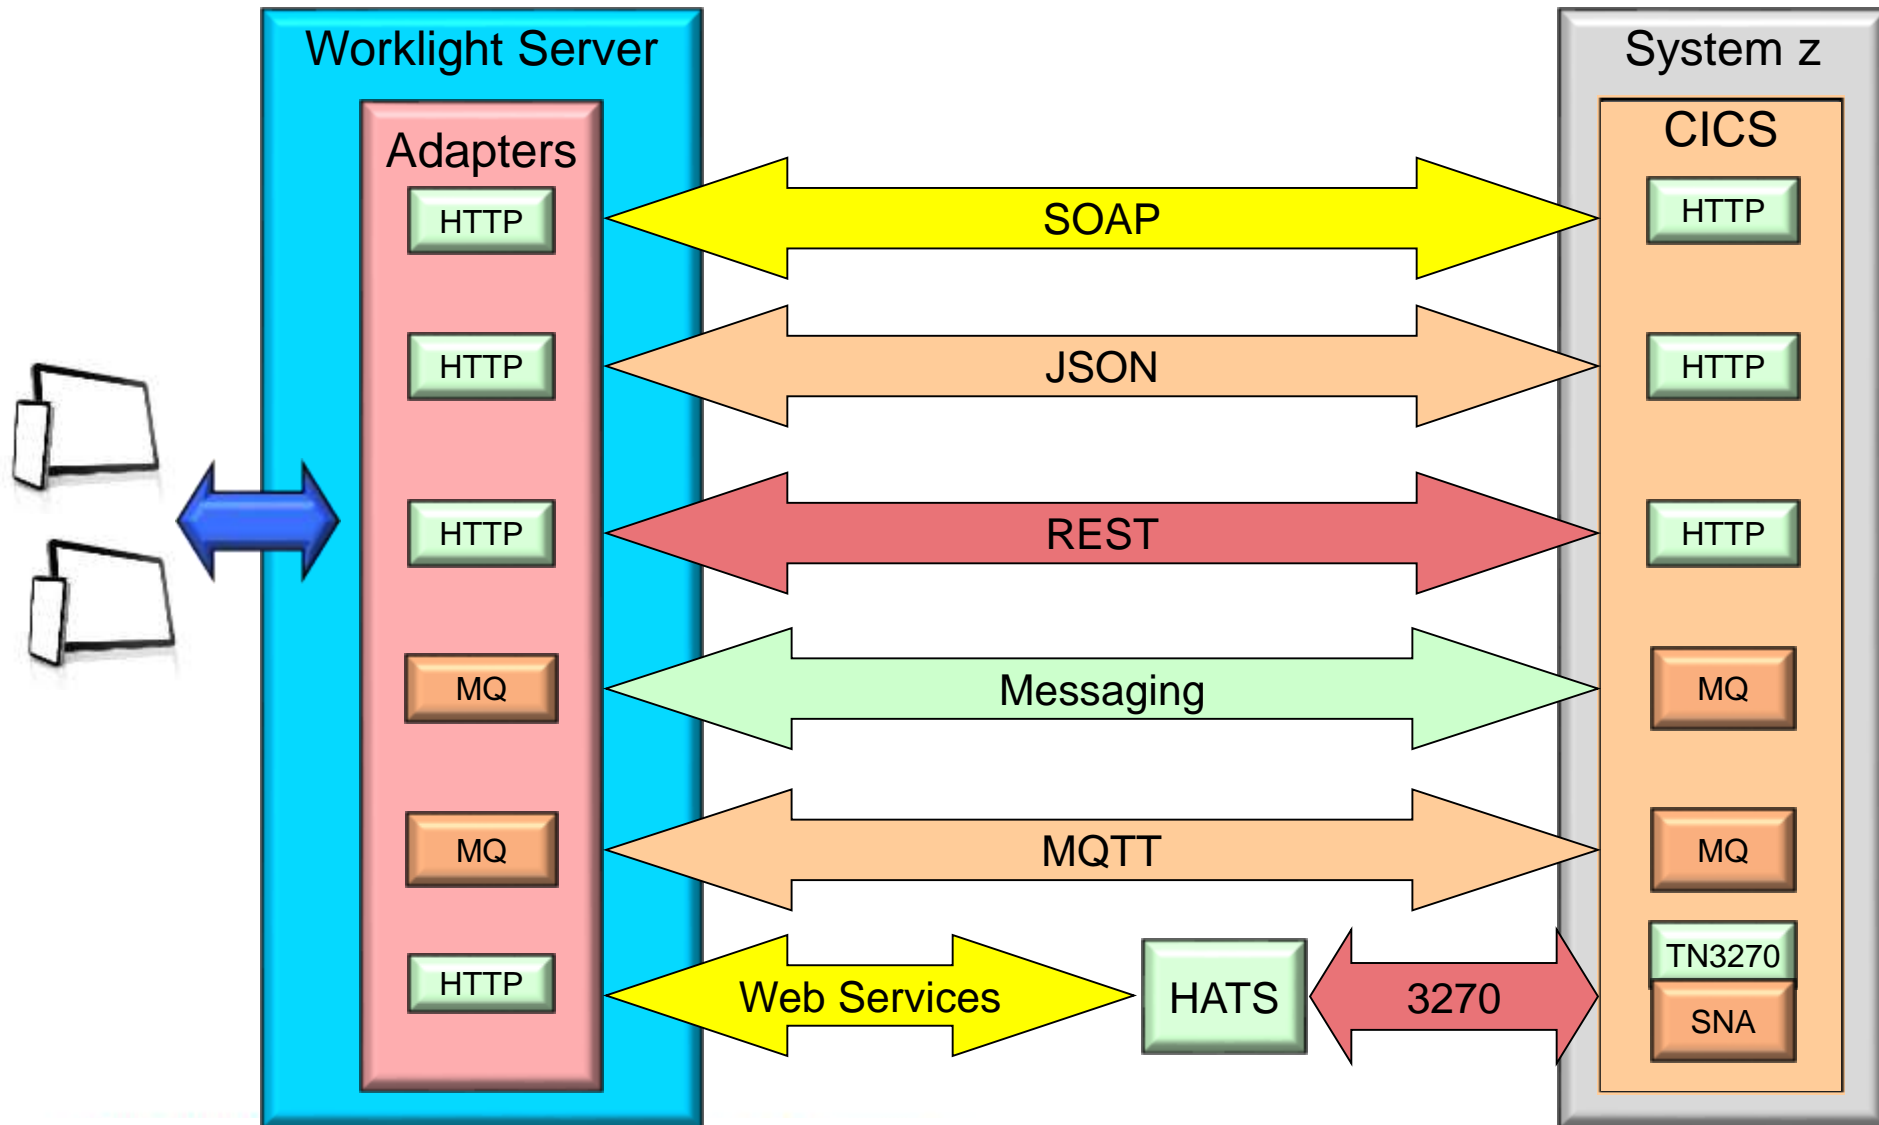 Worklight Server
System z
Adapters
CICS
HTTP
SOAP
HTTP
HTTP
JSON
HTTP
HTTP
REST
HTTP
MQ
Messaging
MQ
MQ
MQTT
MQ
HTTP
Web Services
HATS
3270
TN3270
SNA